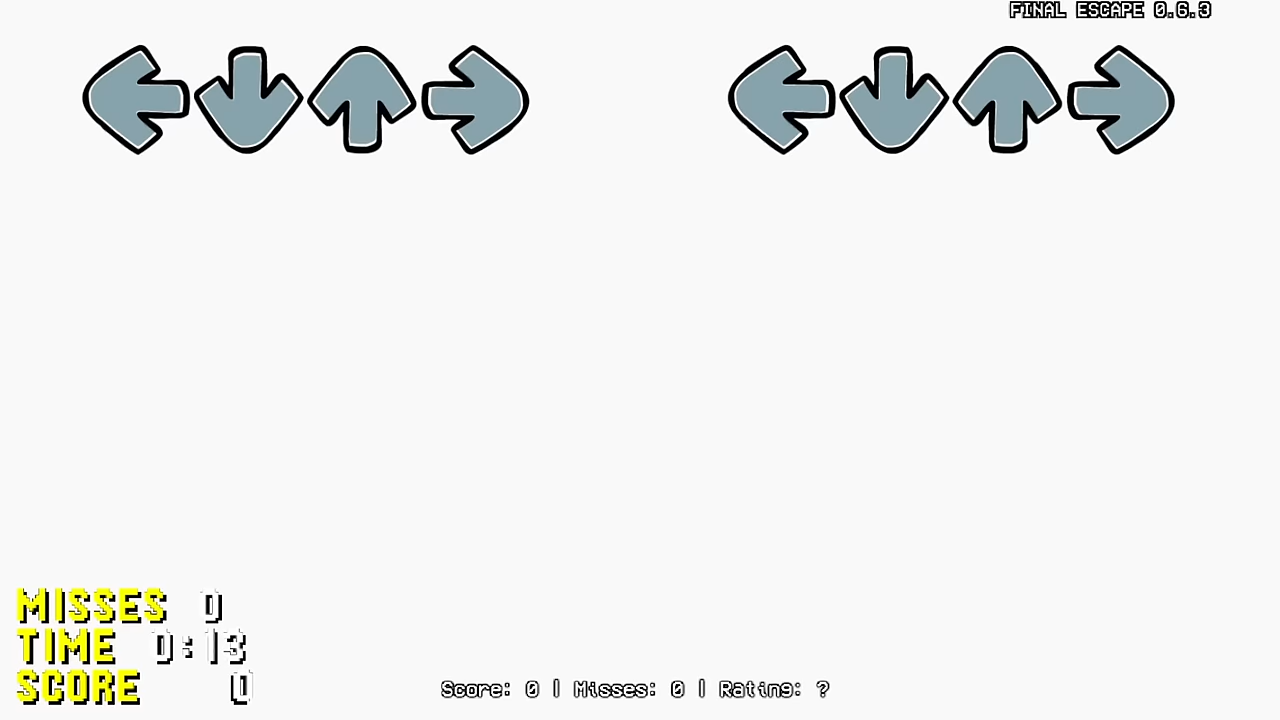 FINAL ESCAPE 0.6.3
MISSES 0
TIME 0:13
SCORE 0
Score: 0 | Misses: 0 | Rating: ?